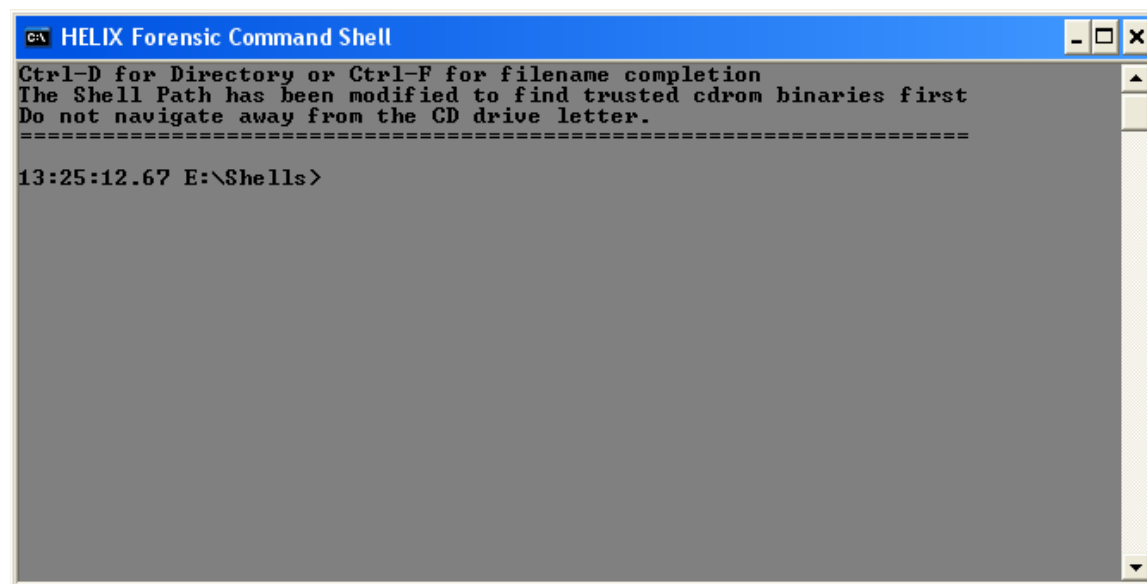 HELIX Forensic Command Shell
Ctrl-D for Directory or Ctrl-F for filename completion
The Shell Path has been modified to find trusted cdrom binaries first
Do not navigate away from the CD drive letter.
======================================================================
13:25:12.67 E:\Shells>